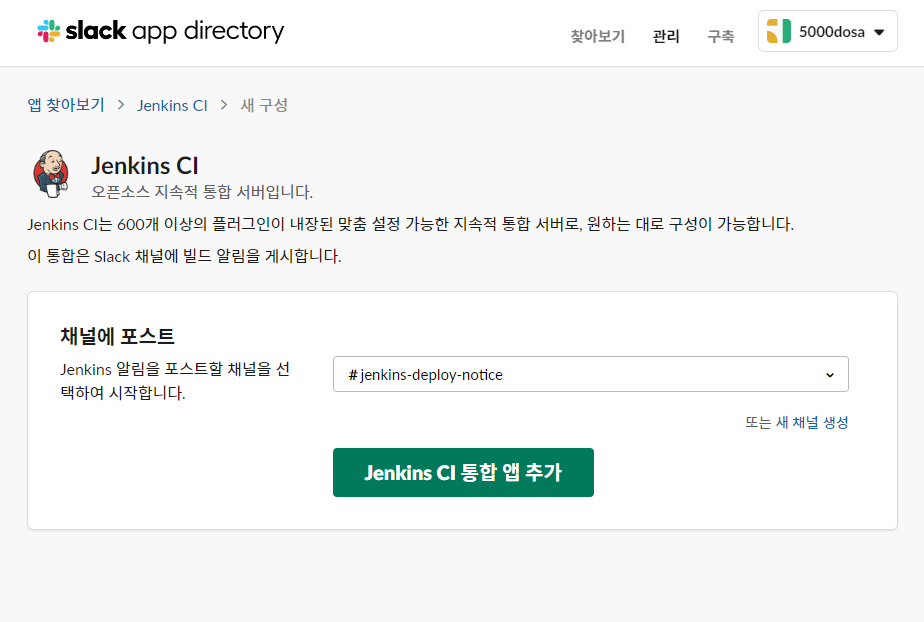 slack app directory
찾아보기 관리 구축 5000dosa
앱 찾아보기 > Jenkins CI > 새 구성
Jenkins CI
오픈소스 지속적 통합 서버입니다.
Jenkins CI는 600개 이상의 플러그인이 내장된 맞춤 설정 가능한 지속적 통합 서버로, 원하는 대로 구성이 가능합니다.
이 통합은 Slack 채널에 빌드 알림을 게시합니다.
채널에 포스트
Jenkins 알림을 포스트할 채널을 선
택하여 시작합니다.
# jenkins-deploy-notice
또는 새 채널 생성
Jenkins CI 통합 앱 추가